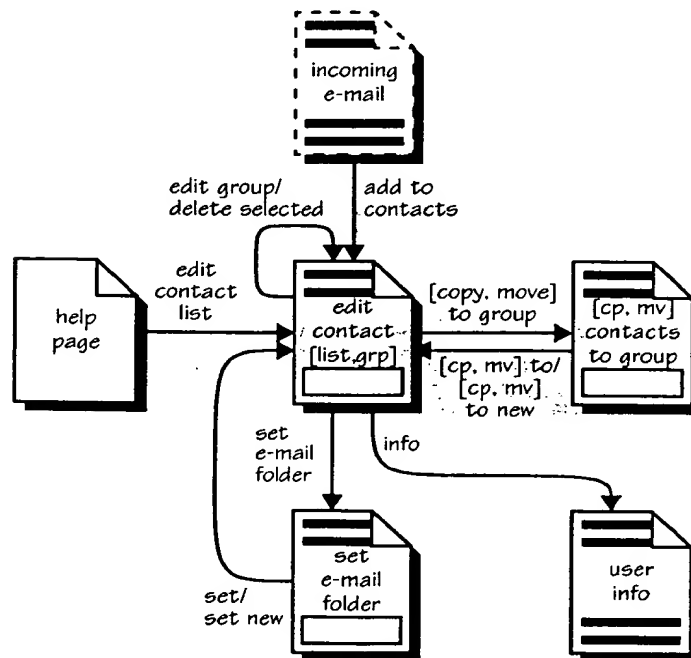 incoming
e-mail
edit group/
delete selected
add to
contacts
edit
contact
list
help
page
edit
contact
[list,grp]
[copy, move]
to group
[cp, mv]
contacts
to group
[cp, mv] to/
[cp, mv]
to new
set
e-mail
folder
info
set/
set new
set
e-mail
folder
user
info